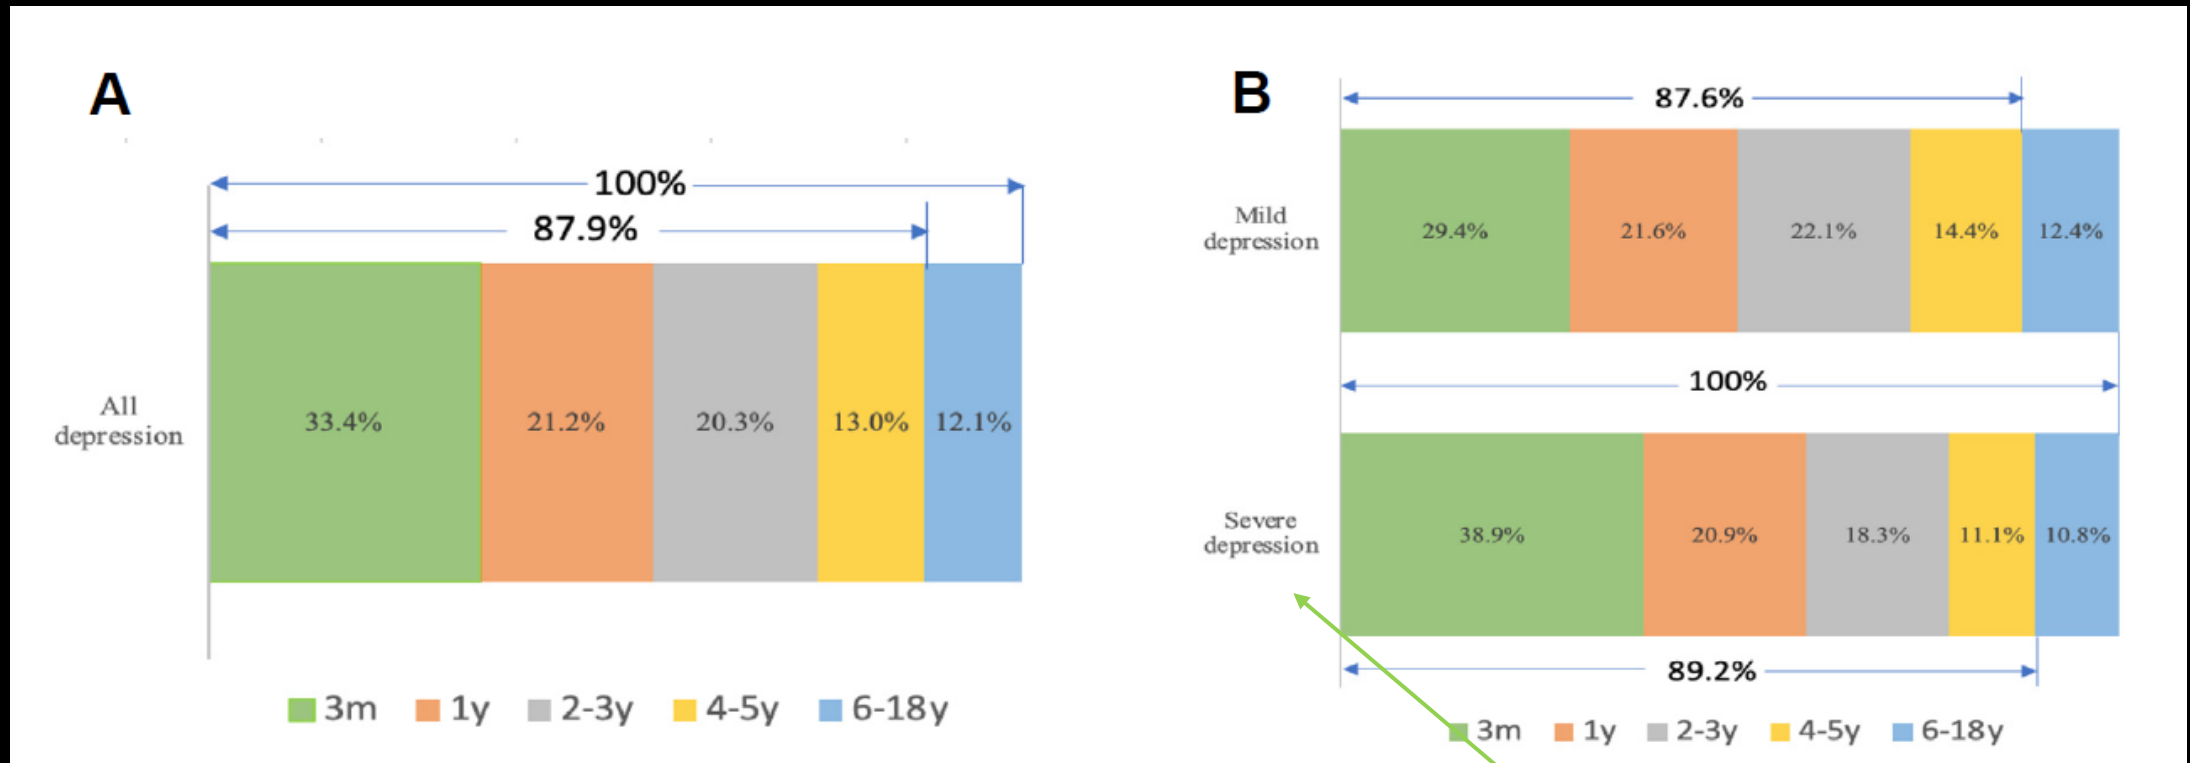 A
100%
87.9%
All
depression
33.4%
21.2%
20.3%
13.0%
12.1%
3m
1y
2-3y
4-5y
6-18y
B
87.6%
Mild
depression
29.4%
21.6%
22.1%
14.4%
12.4%
100%
Severe
depression
38.9%
20.9%
18.3%
11.1%
10.8%
89.2%
3m
1y
2-3y
4-5y
6-18y